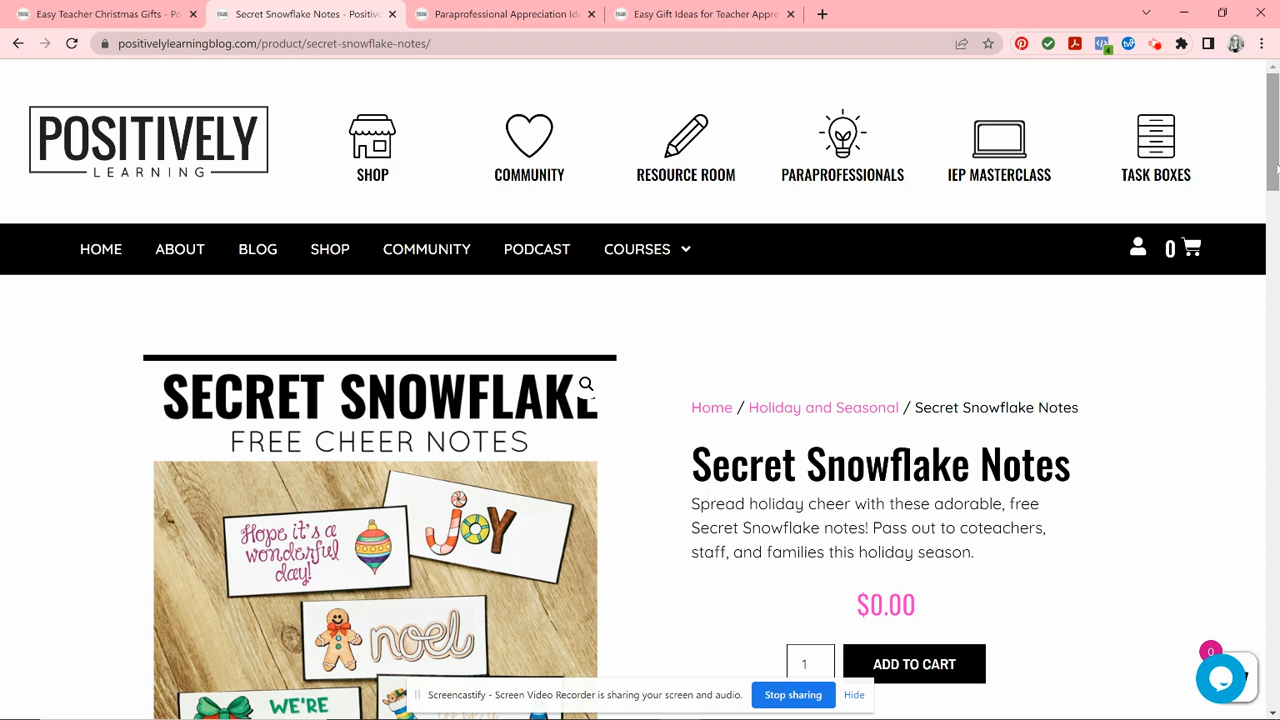 Easy Teacher Christmas Gifts - Po
Secret Snowflake Notes - Positive
Paraprofessional Appreciation Ide
Easy Gift Ideas for Teacher Appre
positivelylearningblog.com/product/secret-snowflake-notes/
4
POSITIVELY
LEARNING
SHOP
COMMUNITY
RESOURCE ROOM
PARAPROFESSIONALS
IEP MASTERCLASS
TASK BOXES
HOME
ABOUT
BLOG
SHOP
COMMUNITY
PODCAST
COURSES
0
SECRET SNOWFLAKE
FREE CHEER NOTES
Hope it's a
wonderful
day!
JOY
noel
WE'RE
Home / Holiday and Seasonal / Secret Snowflake Notes
Secret Snowflake Notes
Spread holiday cheer with these adorable, free
Secret Snowflake notes! Pass out to coteachers,
staff, and families this holiday season.
$0.00
1
ADD TO CART
0
Screencastify - Screen Video Recorder is sharing your screen and audio.
Stop sharing
Hide